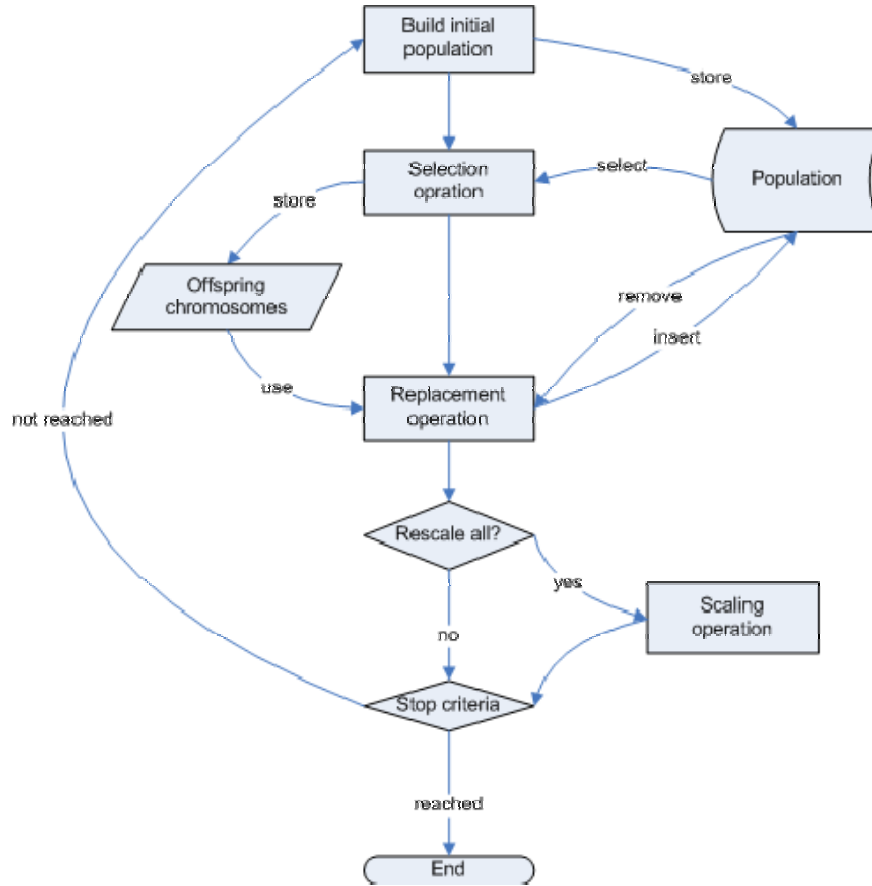 Build initial
population
store
Selection
opration
select
Population
store
Offspring
chromosomes
remove
insert
use
Replacement
operation
not reached
Rescale all?
yes
Scaling
operation
no
Stop criteria
reached
End